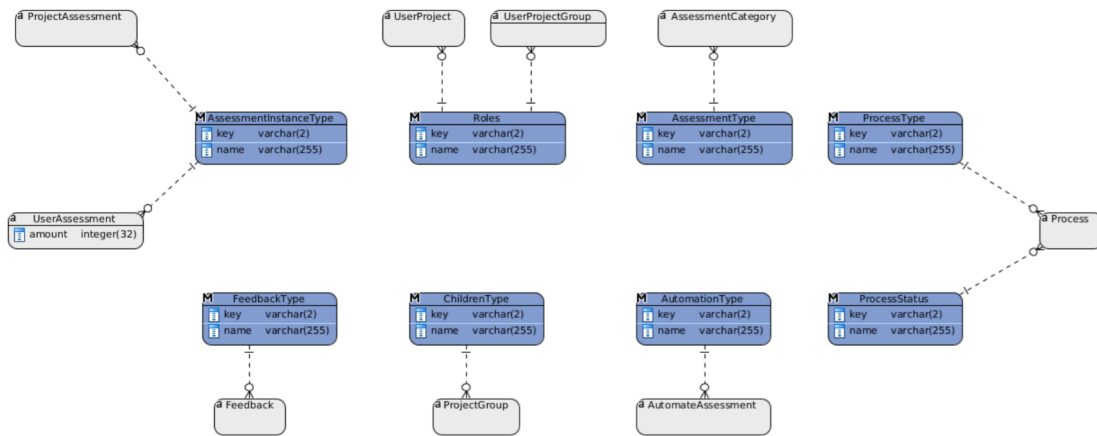 a ProjectAssessment
a UserProject
a UserProjectGroup
a AssessmentCategory
M AssessmentInstanceType
key varchar(2)
name varchar(255)
M Roles
key varchar(2)
name varchar(255)
M AssessmentType
key varchar(2)
name varchar(255)
M ProcessType
key varchar(2)
name varchar(255)
a UserAssessment
amount integer(32)
a Process
M FeedbackType
key varchar(2)
name varchar(255)
M ChildrenType
key varchar(2)
name varchar(255)
M AutomationType
key varchar(2)
name varchar(255)
M ProcessStatus
key varchar(2)
name varchar(255)
a Feedback
a ProjectGroup
a AutomateAssessment